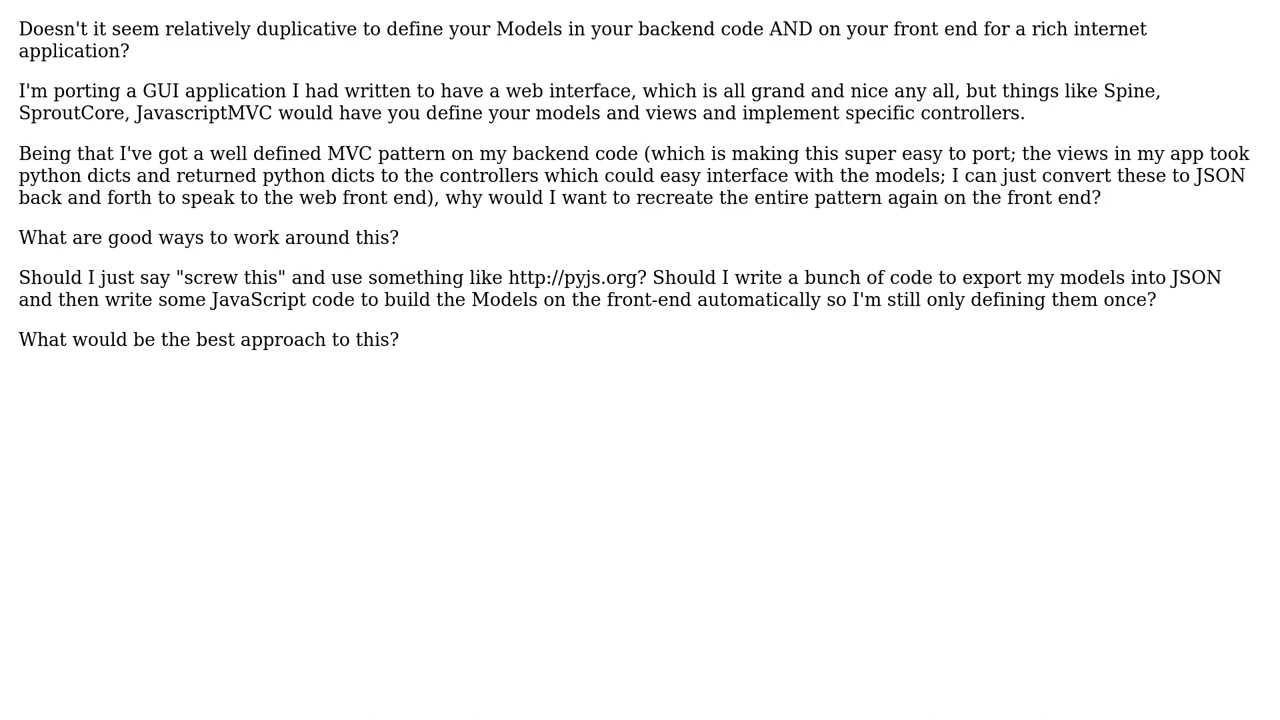 Doesn't it seem relatively duplicative to define your Models in your backend code AND on your front end for a rich internet
application?
I'm porting a GUI application I had written to have a web interface, which is all grand and nice any all, but things like Spine,
SproutCore, JavascriptMVC would have you define your models and views and implement specific controllers.
Being that I've got a well defined MVC pattern on my backend code (which is making this super easy to port; the views in my app took
python dicts and returned python dicts to the controllers which could easy interface with the models; I can just convert these to JSON
back and forth to speak to the web front end), why would I want to recreate the entire pattern again on the front end?
What are good ways to work around this?
Should I just say "screw this" and use something like http://pyjs.org? Should I write a bunch of code to export my models into JSON
and then write some JavaScript code to build the Models on the front-end automatically so I'm still only defining them once?
What would be the best approach to this?